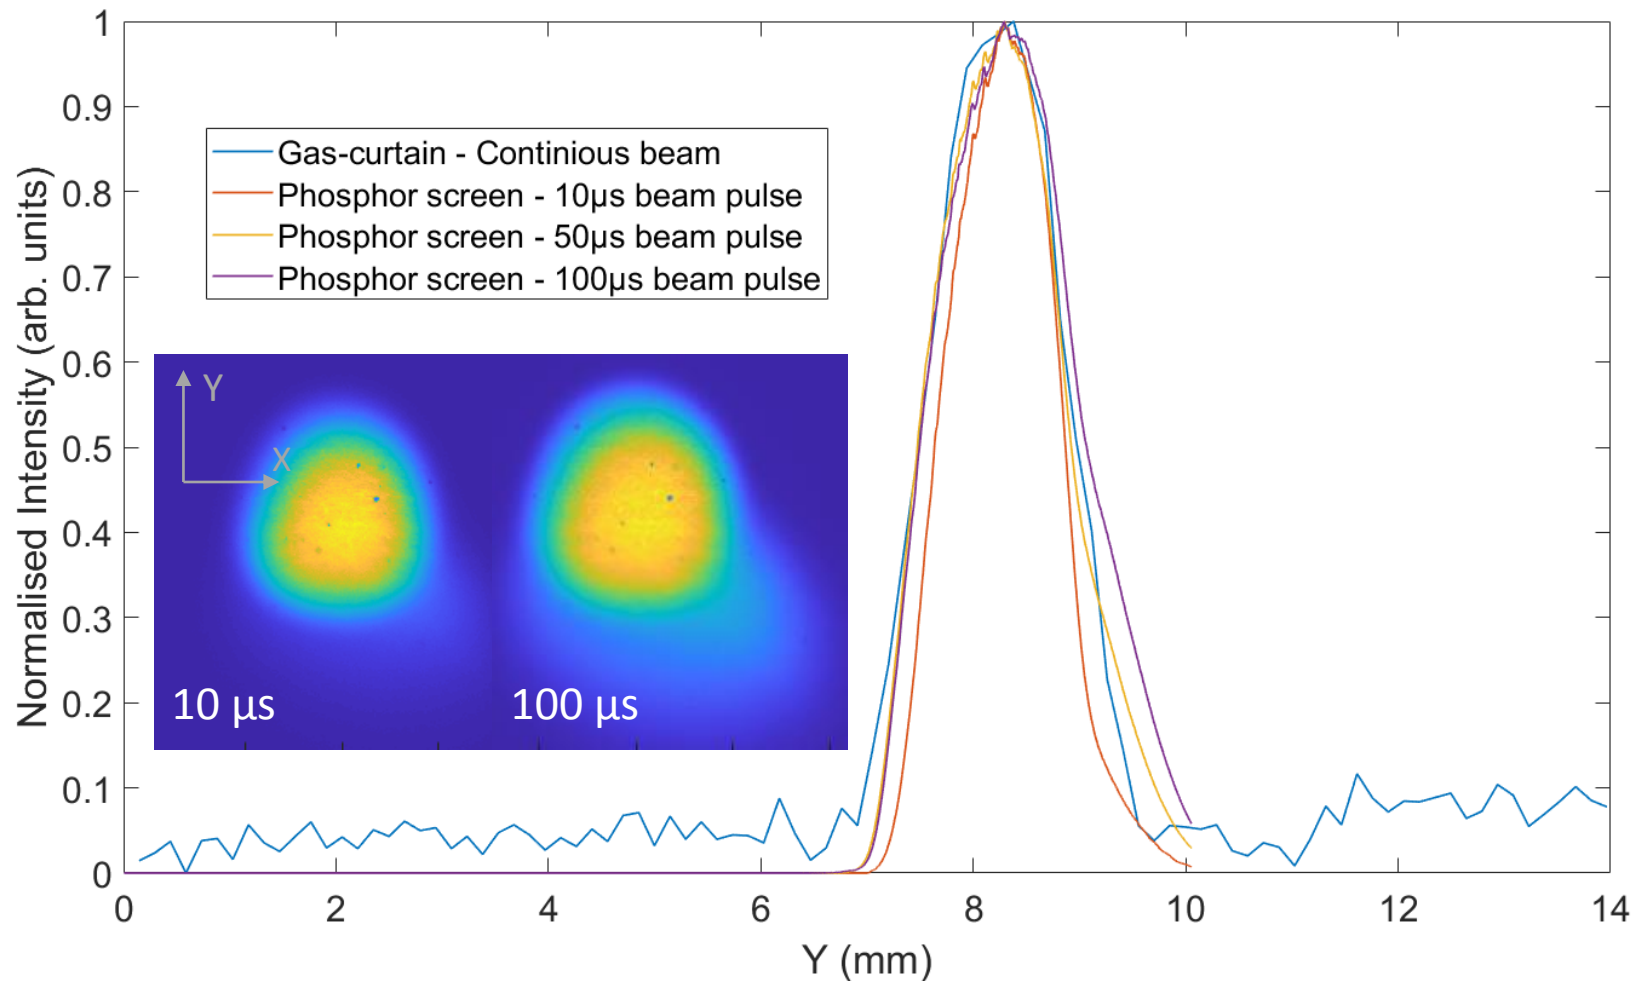 1
0.9
0.8
0.7
0.6
0.5
0.4
0.3
0.2
0.1
0
Normalised Intensity (arb. units)
Gas-curtain - Continious beam
Phosphor screen - 10µs beam pulse
Phosphor screen - 50µs beam pulse
Phosphor screen - 100µs beam pulse
Y
X
10 µs
100 µs
0 2 4 6 8 10 12 14
Y (mm)